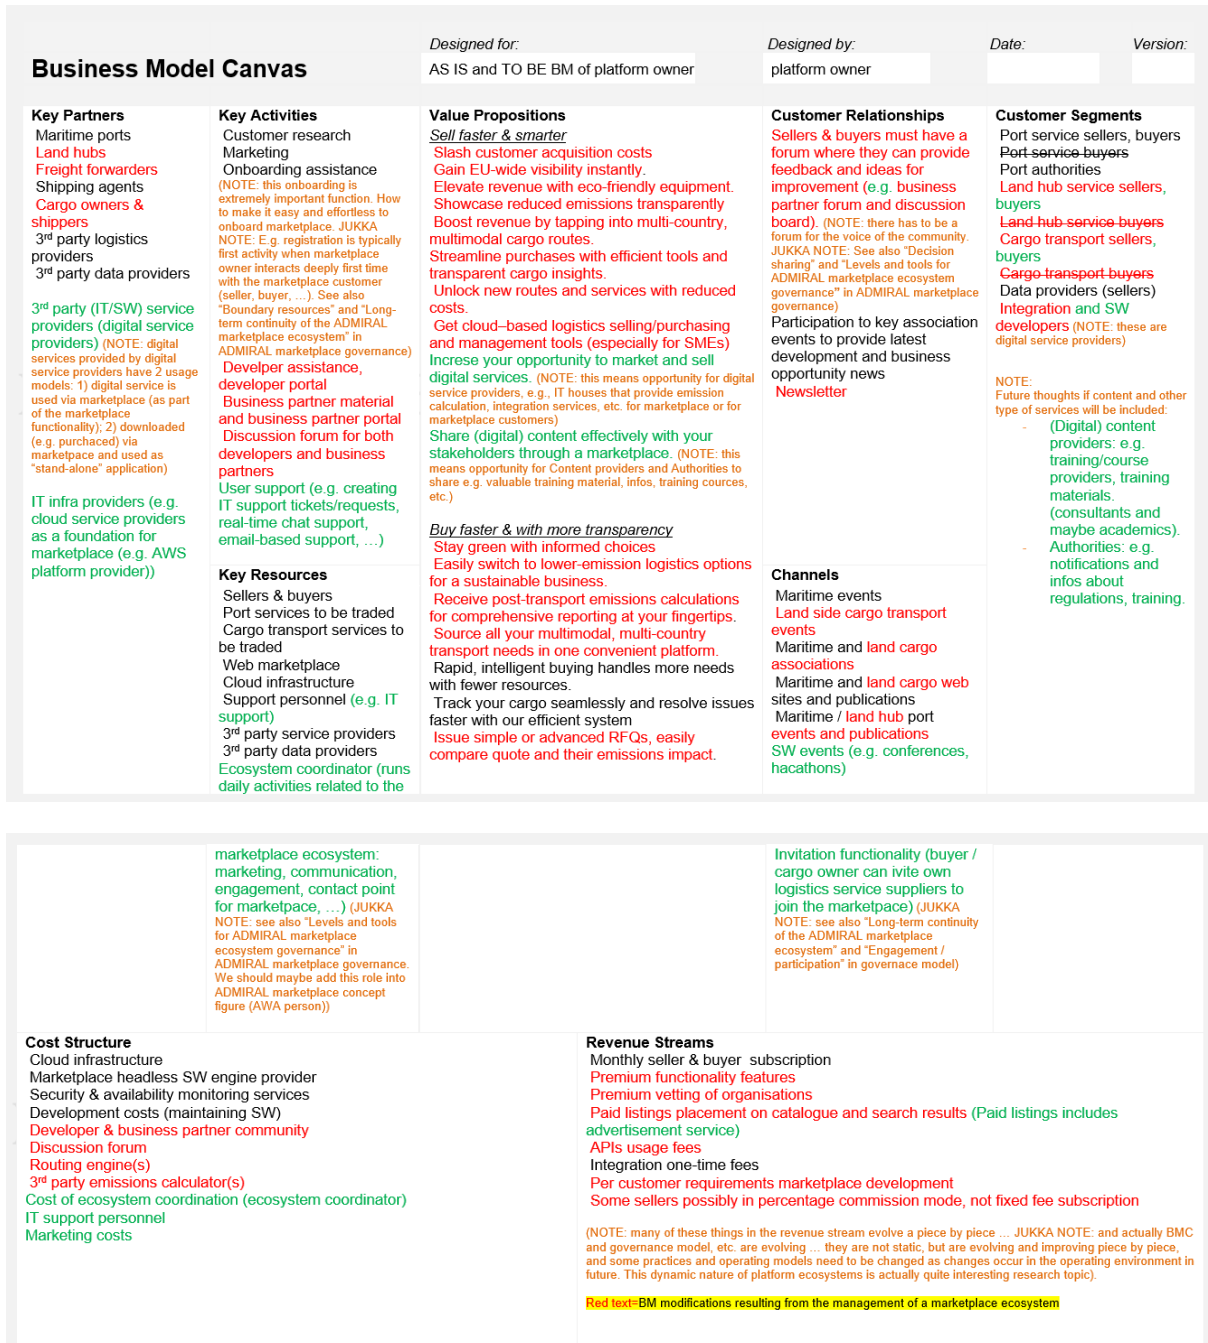 Business Model Canvas
Designed for:
AS IS and TO BE BM of platform owner
Designed by:
platform owner
Date:
Version:
Key Partners
Maritime ports
Land hubs
Freight forwarders
Shipping agents
Cargo owners &
shippers
3rd party logistics
providers
3rd party data providers
3rd party (IT/SW) service
providers (digital service
providers) (NOTE: digital
services provided by digital
service providers have 2 usage
models: 1) digital service is
used via marketplace (as part
of the marketplace
functionality); 2) downloaded
(e.g. purchaced) via
marketpace and used as
"stand-alone" application)
IT infra providers (e.g.
cloud service providers
as a foundation for
marketplace (e.g. AWS
platform provider))
Key Activities
Customer research
Marketing
Onboarding assistance
(NOTE: this onboarding is
extremely important function. How
to make it easy and effortless to
onboard marketplace. JUKKA
NOTE: E.g. registration is typically
first activity when marketplace
owner interacts deeply first time
with the marketplace customer
(seller, buyer, …). See also
"Boundary resources" and "Long-
term continuity of the ADMIRAL
marketplace ecosystem" in
ADMIRAL marketplace governance)
Develper assistance,
developer portal
Business partner material
and business partner portal
Discussion forum for both
developers and business
partners
User support (e.g. creating
IT support tickets/requests,
real-time chat support,
email-based support, …)
Key Resources
Sellers & buyers
Port services to be traded
Cargo transport services to
be traded
Web marketplace
Cloud infrastructure
Support personnel (e.g. IT
support)
3rd party service providers
3rd party data providers
Ecosystem coordinator (runs
daily activities related to the
Value Propositions
Sell faster & smarter
Slash customer acquisition costs
Gain EU-wide visibility instantly.
Elevate revenue with eco-friendly equipment.
Showcase reduced emissions transparently
Boost revenue by tapping into multi-country,
multimodal cargo routes.
Streamline purchases with efficient tools and
transparent cargo insights.
Unlock new routes and services with reduced
costs.
Get cloud–based logistics selling/purchasing
and management tools (especially for SMEs)
Increse your opportunity to market and sell
digital services. (NOTE: this means opportunity for digital
service providers, e.g., IT houses that provide emission
calculation, integration services, etc. for marketplace or for
marketplace customers)
Share (digital) content effectively with your
stakeholders through a marketplace. (NOTE: this
means opportunity for Content providers and Authorities to
share e.g. valuable training material, infos, training cources,
etc.)
Buy faster & with more transparency
Stay green with informed choices
Easily switch to lower-emission logistics options
for a sustainable business.
Receive post-transport emissions calculations
for comprehensive reporting at your fingertips.
Source all your multimodal, multi-country
transport needs in one convenient platform.
Rapid, intelligent buying handles more needs
with fewer resources.
Track your cargo seamlessly and resolve issues
faster with our efficient system
Issue simple or advanced RFQs, easily
compare quote and their emissions impact.
Customer Relationships
Sellers & buyers must have a
forum where they can provide
feedback and ideas for
improvement (e.g. business
partner forum and discussion
board). (NOTE: there has to be a
forum for the voice of the community.
JUKKA NOTE: See also "Decision
sharing" and "Levels and tools for
ADMIRAL marketplace ecosystem
governance" in ADMIRAL marketplace
governance)
Participation to key association
events to provide latest
development and business
opportunity news
Newsletter
Channels
Maritime events
Land side cargo transport
events
Maritime and land cargo
associations
Maritime and land cargo web
sites and publications
Maritime / land hub port
events and publications
SW events (e.g. conferences,
hacathons)
Customer Segments
Port service sellers, buyers
Port service buyers
Port authorities
Land hub service sellers,
buyers
Land hub service buyers
Cargo transport sellers,
buyers
Cargo transport buyers
Data providers (sellers)
Integration and SW
developers (NOTE: these are
digital service providers)
NOTE:
Future thoughts if content and other
type of services will be included:
- (Digital) content
providers: e.g.
training/course
providers, training
materials.
(consultants and
maybe academics).
- Authorities: e.g.
notifications and
infos about
regulations, training.
marketplace ecosystem:
marketing, communication,
engagement, contact point
for marketpace, …) (JUKKA
NOTE: see also "Levels and tools
for ADMIRAL marketplace
ecosystem governance" in
ADMIRAL marketplace governance.
We should maybe add this role into
ADMIRAL marketplace concept
figure (AWA person))
Invitation functionality (buyer /
cargo owner can ivite own
logistics service suppliers to
join the marketpace) (JUKKA
NOTE: see also "Long-term continuity
of the ADMIRAL marketplace
ecosystem" and "Engagement /
participation" in governace model)
Cost Structure
Cloud infrastructure
Marketplace headless SW engine provider
Security & availability monitoring services
Development costs (maintaining SW)
Developer & business partner community
Discussion forum
Routing engine(s)
3rd party emissions calculator(s)
Cost of ecosystem coordination (ecosystem coordinator)
IT support personnel
Marketing costs
Revenue Streams
Monthly seller & buyer subscription
Premium functionality features
Premium vetting of organisations
Paid listings placement on catalogue and search results (Paid listings includes
advertisement service)
APIs usage fees
Integration one-time fees
Per customer requirements marketplace development
Some sellers possibly in percentage commission mode, not fixed fee subscription
(NOTE: many of these things in the revenue stream evolve a piece by piece … JUKKA NOTE: and actually BMC
and governance model, etc. are evolving … they are not static, but are evolving and improving piece by piece,
and some practices and operating models need to be changed as changes occur in the operating environment in
future. This dynamic nature of platform ecosystems is actually quite interesting research topic).
Red text=BM modifications resulting from the management of a marketplace ecosystem